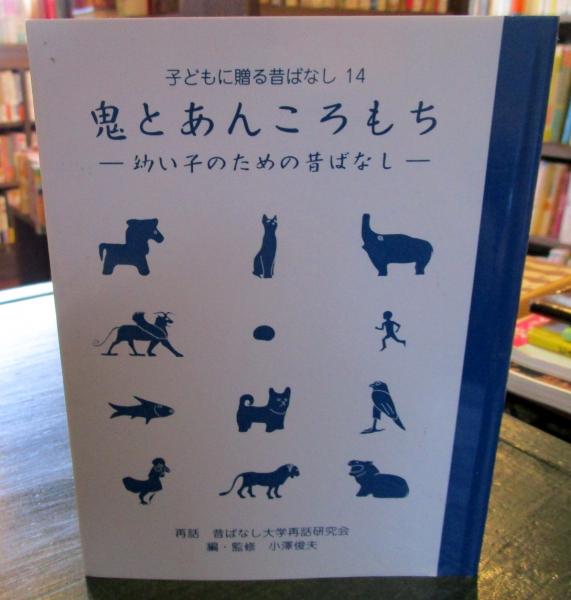 子どもに贈る昔ばなし 14
鬼とあんころもち
― 幼い子のための昔ばなし ―
再話 昔ばなし大学再話研究会
編・監修 小澤俊夫